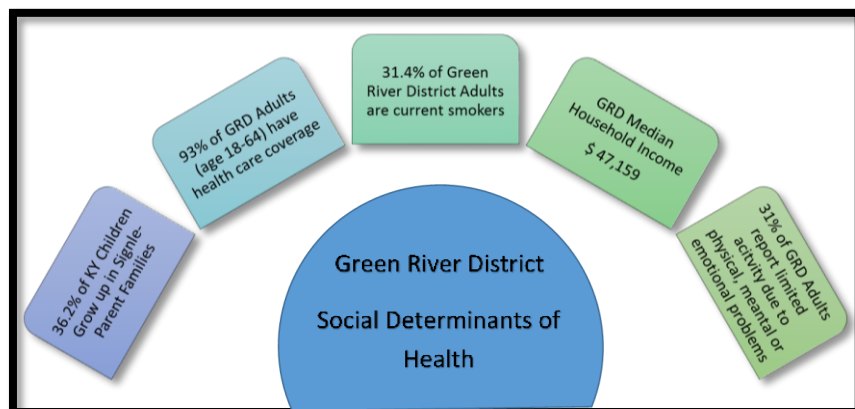 36.2% of KY Children
Grow up in Signle-
Parent Families
93% of GRD Adults
(age 18-64) have
health care coverage
31.4% of Green
River District Adults
are current smokers
GRD Median
Household Income
$ 47,159
31% of GRD Adults
report limited
acitvity due to
physical, meantal or
emotional problems
Green River District
Social Determinants of
Health